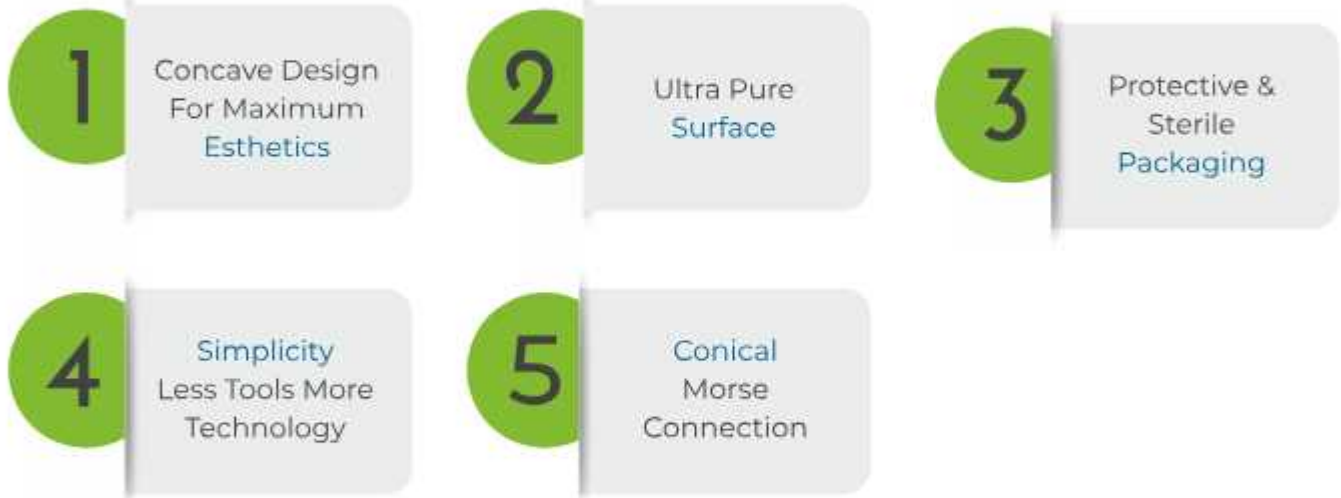 1
Concave Design
For Maximum
Esthetics
2
Ultra Pure
Surface
3
Protective &
Sterile
Packaging
4
Simplicity
Less Tools More
Technology
5
Conical
Morse
Connection